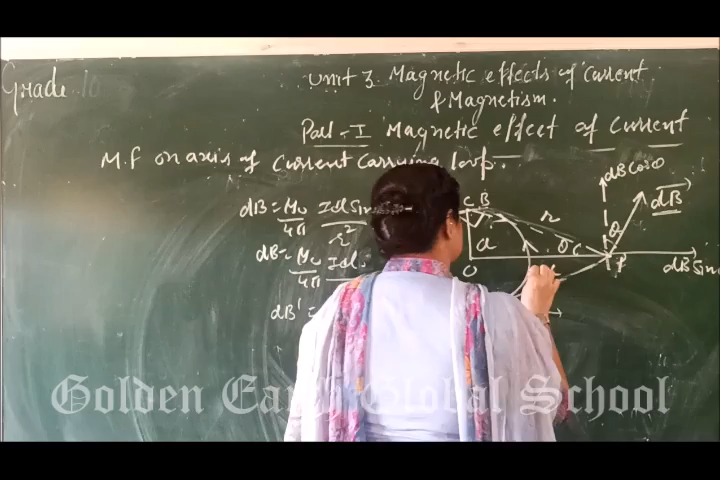 Grade 10
Unit 3. Magnetic effects of Current
& Magnetism.
Part-I Magnetic effect of Current
M.F on axis of Current Carrying loop.
dB = μ₀/4π Idl Sin / r²
dB = μ₀/4π Idl
dB' =
C B
a
O
r
θ
P
dB cosθ
dB
dB Sin
Golden Earth Global School